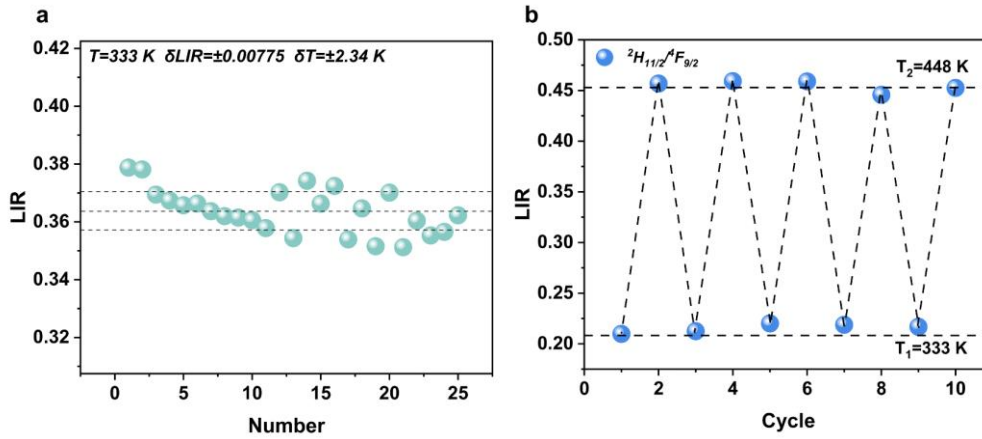 a
T=333 K δLIR=±0.00775 δT=±2.34 K
0.42
0.40
0.38
0.36
0.34
0.32
LIR
0 5 10 15 20 25
Number
b
²H₁₁/₂/⁴F₉/₂
T₂=448 K
T₁=333 K
0.50
0.45
0.40
0.35
0.30
0.25
0.20
LIR
0 2 4 6 8 10
Cycle